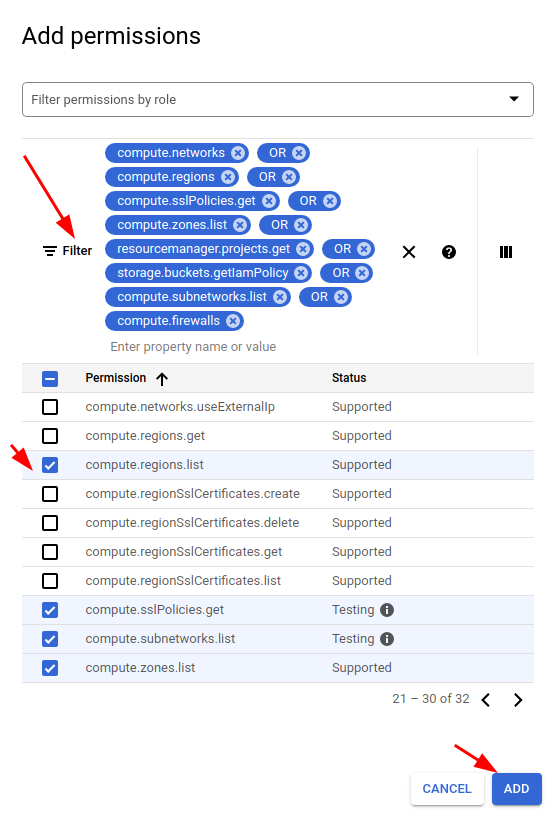 Add permissions
Filter permissions by role
compute.networks OR
compute.regions OR
compute.sslPolicies.get OR
compute.zones.list OR
Filter resourcemanager.projects.get OR
storage.buckets.getIamPolicy OR
compute.subnetworks.list OR
compute.firewalls
Enter property name or value
Permission Status
compute.networks.useExternalIp Supported
compute.regions.get Supported
compute.regions.list Supported
compute.regionSslCertificates.create Supported
compute.regionSslCertificates.delete Supported
compute.regionSslCertificates.get Supported
compute.regionSslCertificates.list Supported
compute.sslPolicies.get Testing
compute.subnetworks.list Testing
compute.zones.list Supported
21 – 30 of 32
CANCEL ADD